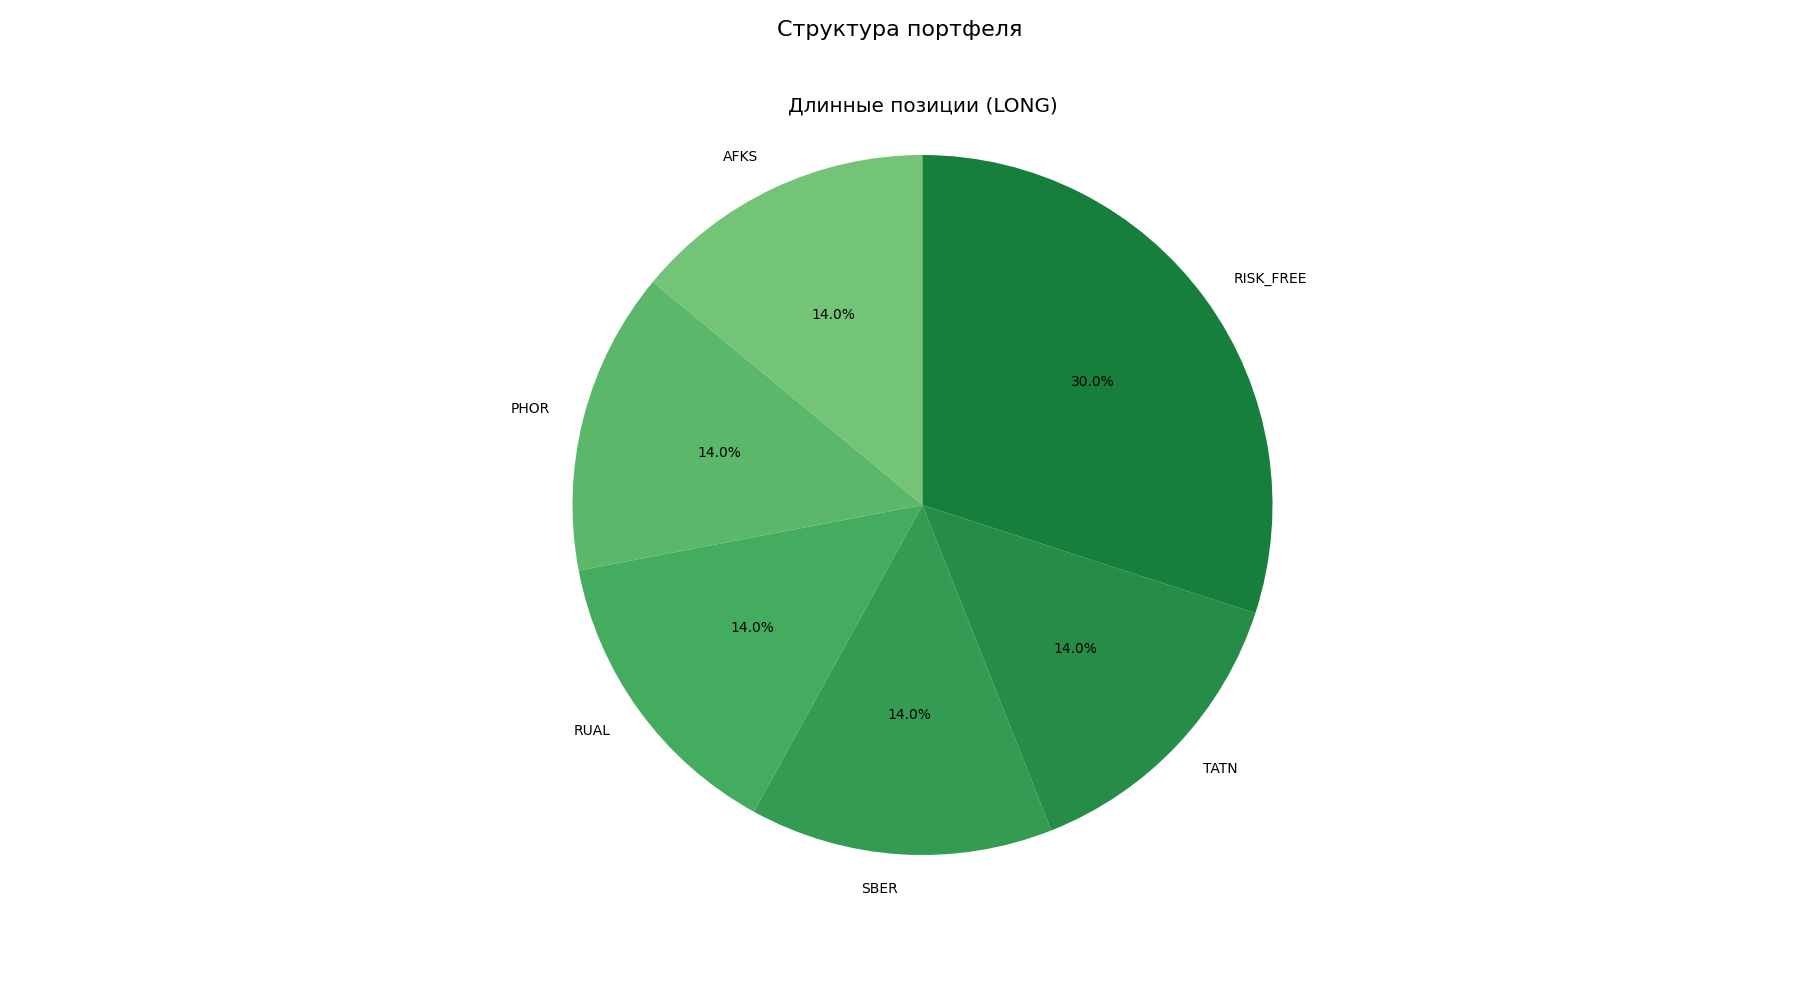 Структура портфеля
Длинные позиции (LONG)
AFKS
14.0%
RISK_FREE
30.0%
PHOR
14.0%
RUAL
14.0%
SBER
14.0%
TATN
14.0%